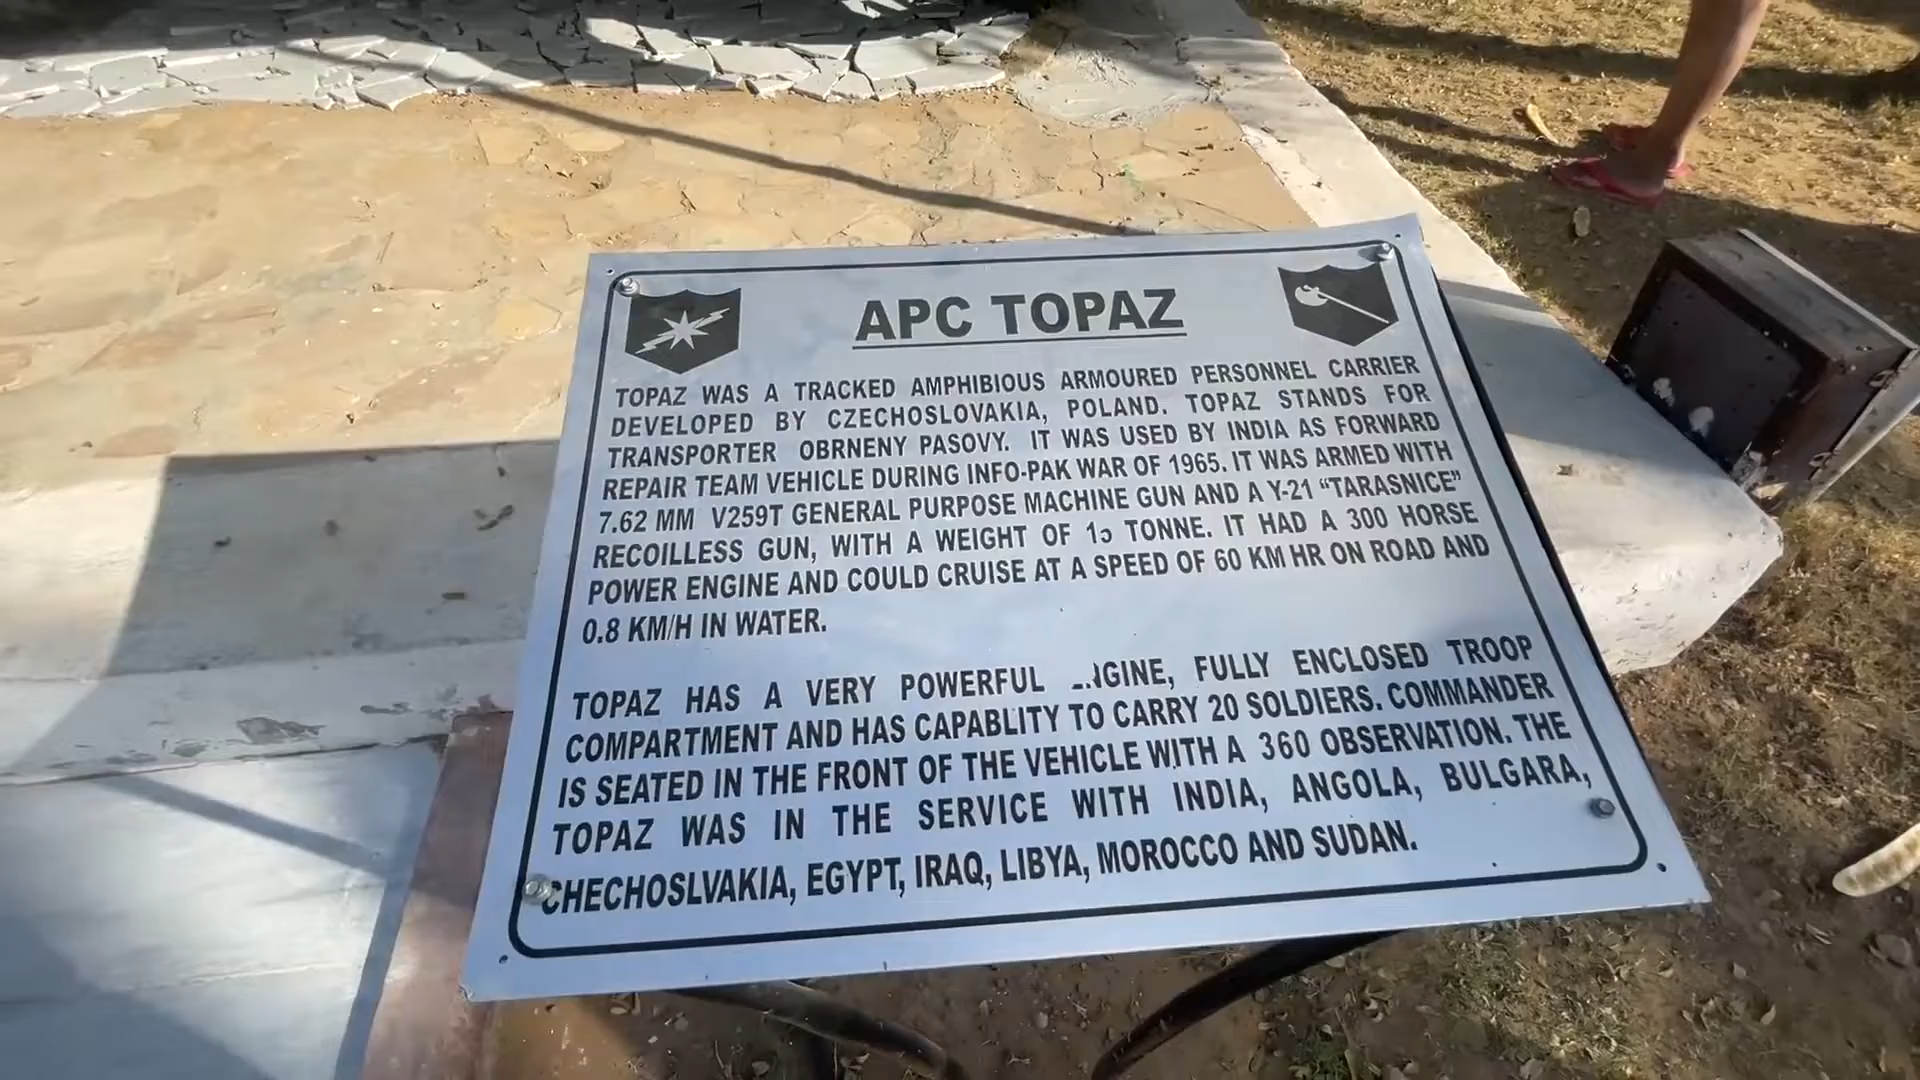 APC TOPAZ
TOPAZ WAS A TRACKED AMPHIBIOUS ARMOURED PERSONNEL CARRIER
DEVELOPED BY CZECHOSLOVAKIA, POLAND. TOPAZ STANDS FOR
TRANSPORTER OBRNENY PASOVY. IT WAS USED BY INDIA AS FORWARD
REPAIR TEAM VEHICLE DURING INFO-PAK WAR OF 1965. IT WAS ARMED WITH
7.62 MM V259T GENERAL PURPOSE MACHINE GUN AND A Y-21 “TARASNICE”
RECOILLESS GUN, WITH A WEIGHT OF TONNE. IT HAD A 300 HORSE
POWER ENGINE AND COULD CRUISE AT A SPEED OF 60 KM HR ON ROAD AND
0.8 KM/H IN WATER.
TOPAZ HAS A VERY POWERFUL ENGINE, FULLY ENCLOSED TROOP
COMPARTMENT AND HAS CAPABLITY TO CARRY 20 SOLDIERS. COMMANDER
IS SEATED IN THE FRONT OF THE VEHICLE WITH A 360 OBSERVATION. THE
TOPAZ WAS IN THE SERVICE WITH INDIA, ANGOLA, BULGARA,
CHECHOSLVAKIA, EGYPT, IRAQ, LIBYA, MOROCCO AND SUDAN.